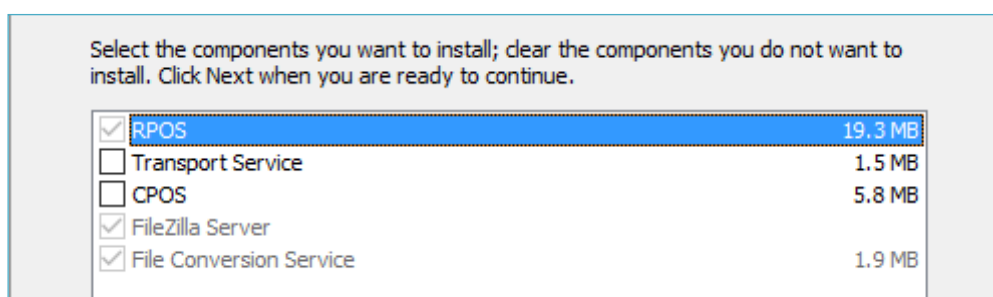 Select the components you want to install; clear the components you do not want to
install. Click Next when you are ready to continue.
RPOS 19.3 MB
Transport Service 1.5 MB
CPOS 5.8 MB
FileZilla Server
File Conversion Service 1.9 MB